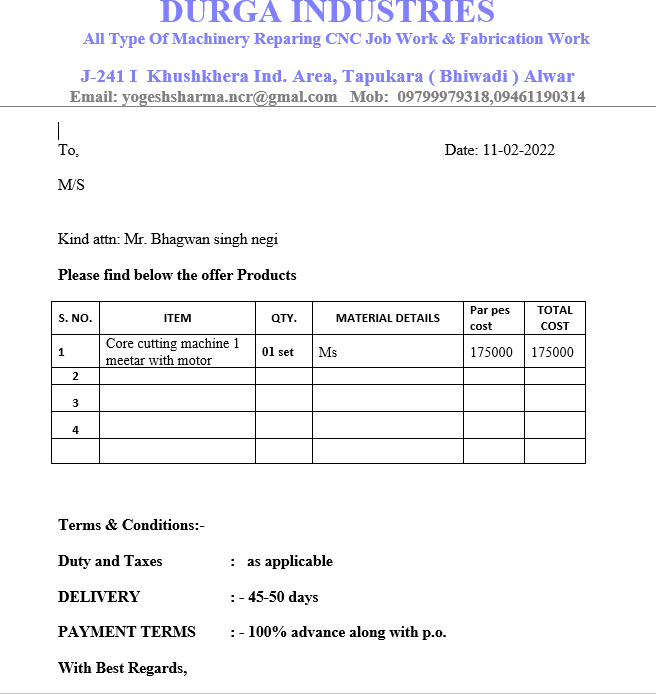 DURGA INDUSTRIES
All Type Of Machinery Reparing CNC Job Work & Fabrication Work
J-241 I Khushkhera Ind. Area, Tapukara ( Bhiwadi ) Alwar
Email: yogeshsharma.ncr@gmal.com Mob: 09799979318,09461190314
To, Date: 11-02-2022
M/S
Kind attn: Mr. Bhagwan singh negi
Please find below the offer Products
S. NO. ITEM QTY. MATERIAL DETAILS Par pes cost TOTAL COST
1 Core cutting machine 1 meetar with motor 01 set Ms 175000 175000
2
3
4
Terms & Conditions:-
Duty and Taxes : as applicable
DELIVERY : - 45-50 days
PAYMENT TERMS : - 100% advance along with p.o.
With Best Regards,